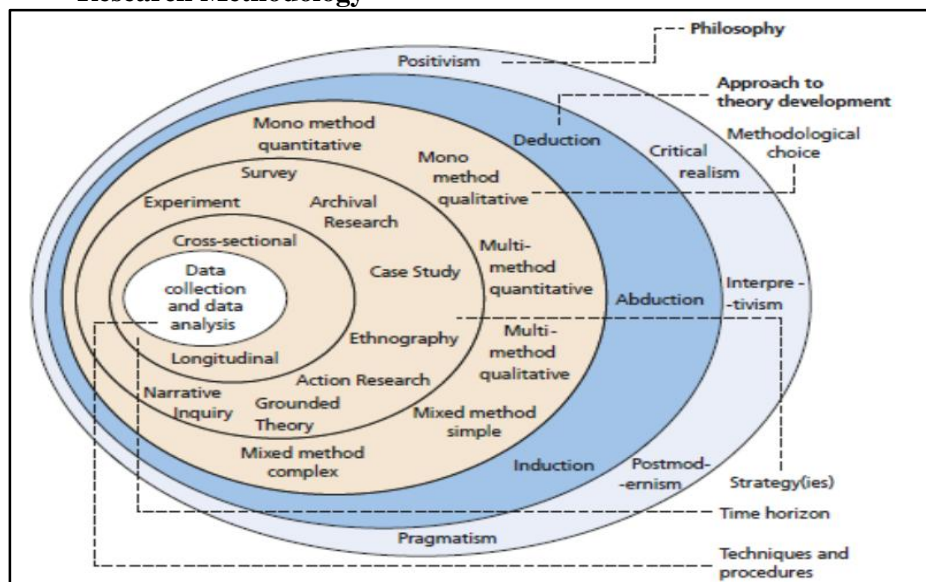 Research Methodology
Philosophy
Positivism
Approach to
theory development
Mono method
quantitative
Deduction
Methodological
choice
Critical
realism
Mono
method
qualitative
Survey
Experiment
Archival
Research
Cross-sectional
Data
collection
and data
analysis
Case Study
Multi-
method
quantitative
Abduction
Interpre -
-tivism
Ethnography
Multi-
method
qualitative
Longitudinal
Action Research
Narrative
Inquiry
Grounded
Theory
Mixed method
simple
Mixed method
complex
Induction
Postmod-
-ernism
Strategy(ies)
Time horizon
Pragmatism
Techniques and
procedures